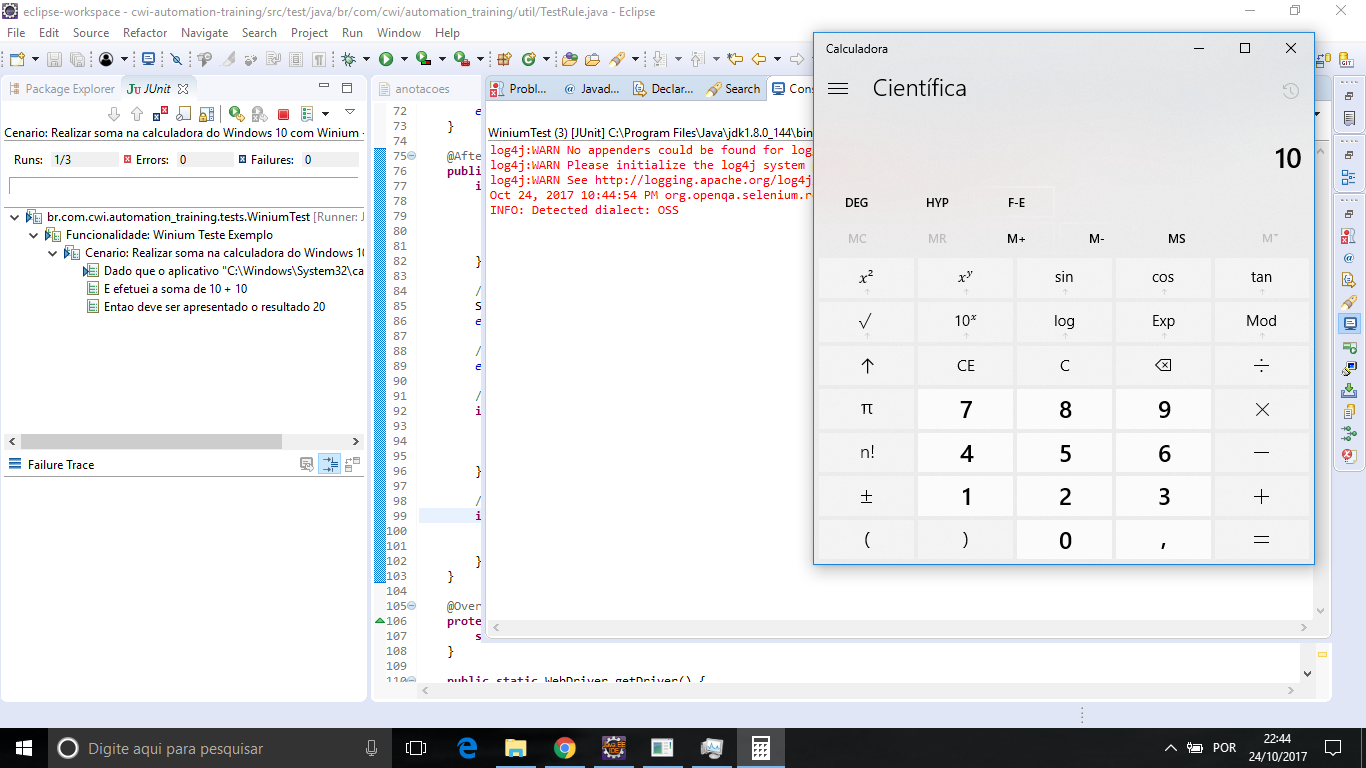 eclipse-workspace - cwi-automation-training/src/test/java/br/com/cwi/automation_training/util/TestRule.java - Eclipse
File Edit Source Refactor Navigate Search Project Run Window Help
Package Explorer JUnit
Cenario: Realizar soma na calculadora do Windows 10 com Winium -
Runs: 1/3 Errors: 0 Failures: 0
br.com.cwi.automation_training.tests.WiniumTest [Runner: J
Funcionalidade: Winium Teste Exemplo
Cenario: Realizar soma na calculadora do Windows 10
Dado que o aplicativo "C:\Windows\System32\ca
E efetuei a soma de 10 + 10
Entao deve ser apresentado o resultado 20
Failure Trace
anotacoes
72 e
73 }
74
75 @Afte
76 publi
77 i
78
79
80
81
82 }
83
84 /
85 S
86 e
87
88 /
89 e
90
91 /
92 i
93
94
95
96 }
97
98 /
99 i
100
101
102 }
103 }
104
105 @Over
106 prote
107 s
108 }
109
110 public static WebDriver getDriver() {
Probl... @ Javad... Declar... Search Cons
WiniumTest (3) [JUnit] C:\Program Files\Java\jdk1.8.0_144\bin
log4j:WARN No appenders could be found for log
log4j:WARN Please initialize the log4j system
log4j:WARN See http://logging.apache.org/log4j
Oct 24, 2017 10:44:54 PM org.openqa.selenium.re
INFO: Detected dialect: OSS
Calculadora
Científica
10
DEG HYP F-E
MC MR M+ M- MS M˅
x² xʸ sin cos tan
√ 10ˣ log Exp Mod
↑ CE C ⌫ ÷
π 7 8 9 ×
n! 4 5 6 −
± 1 2 3 +
( ) 0 , =
Digite aqui para pesquisar
POR
22:44
24/10/2017